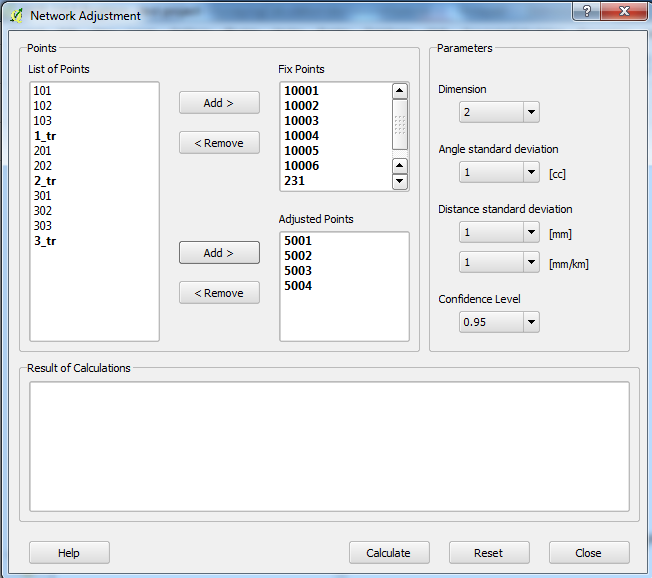 Network Adjustment
?
Points
List of Points
101
102
103
1_tr
201
202
2_tr
301
302
303
3_tr
Add >
< Remove
Fix Points
10001
10002
10003
10004
10005
10006
231
Add >
< Remove
Adjusted Points
5001
5002
5003
5004
Parameters
Dimension
2
Angle standard deviation
1 [cc]
Distance standard deviation
1 [mm]
1 [mm/km]
Confidence Level
0.95
Result of Calculations
Help
Calculate
Reset
Close